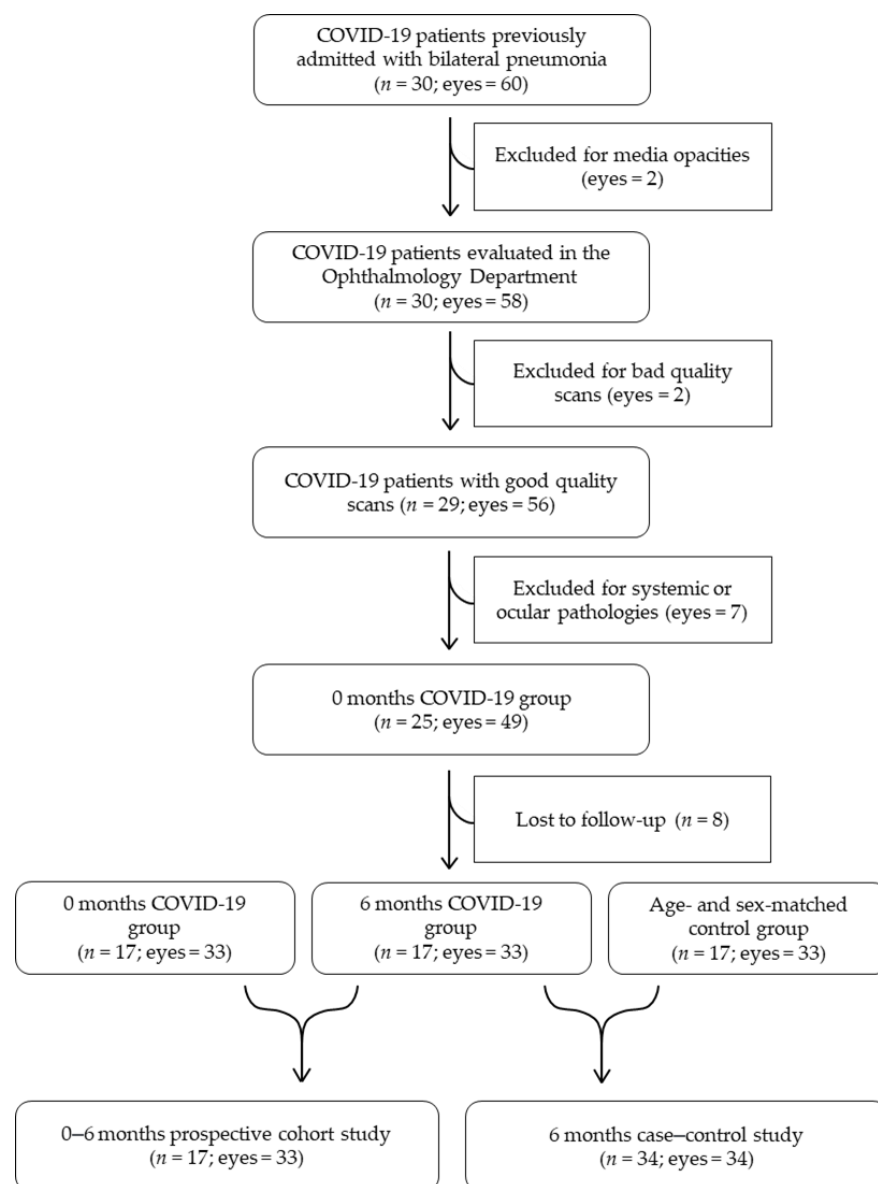 COVID-19 patients previously
admitted with bilateral pneumonia
(n = 30; eyes = 60)
Excluded for media opacities
(eyes = 2)
COVID-19 patients evaluated in the
Ophthalmology Department
(n = 30; eyes = 58)
Excluded for bad quality
scans (eyes = 2)
COVID-19 patients with good quality
scans (n = 29; eyes = 56)
Excluded for systemic or
ocular pathologies (eyes = 7)
0 months COVID-19 group
(n = 25; eyes = 49)
Lost to follow-up (n = 8)
0 months COVID-19
group
(n = 17; eyes = 33)
6 months COVID-19
group
(n = 17; eyes = 33)
Age- and sex-matched
control group
(n = 17; eyes = 33)
0–6 months prospective cohort study
(n = 17; eyes = 33)
6 months case–control study
(n = 34; eyes = 34)